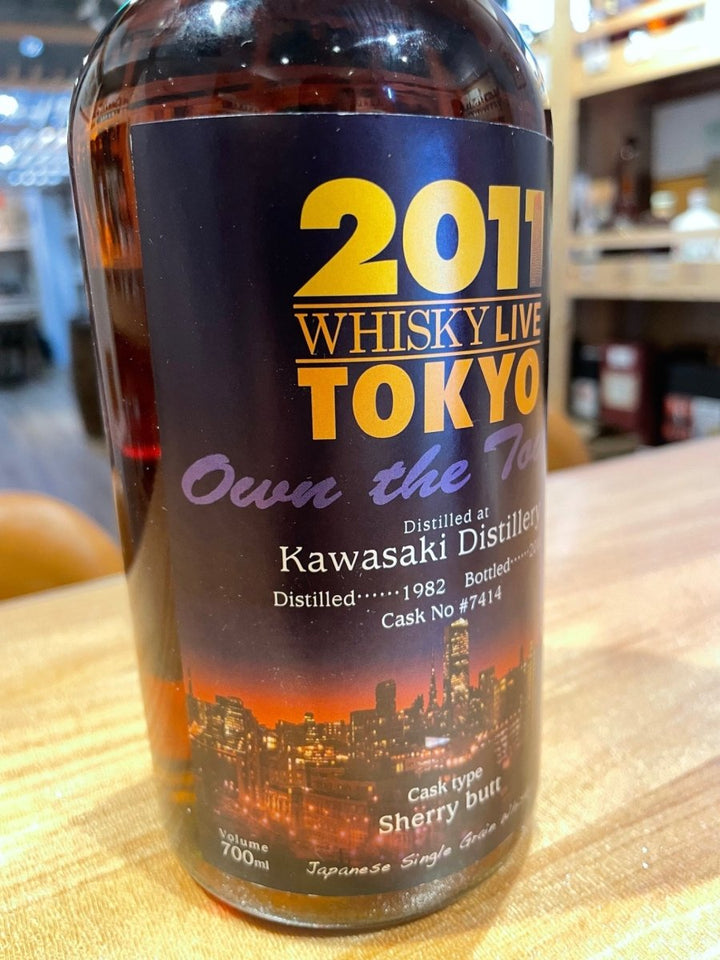 2011
WHISKY LIVE
TOKYO
Own the
Distilled at
Kawasaki Distillery
Distilled······1982 Bottled······
Cask No #7414
Cask type
Sherry butt
Volume
700ml
Japanese Single Grain